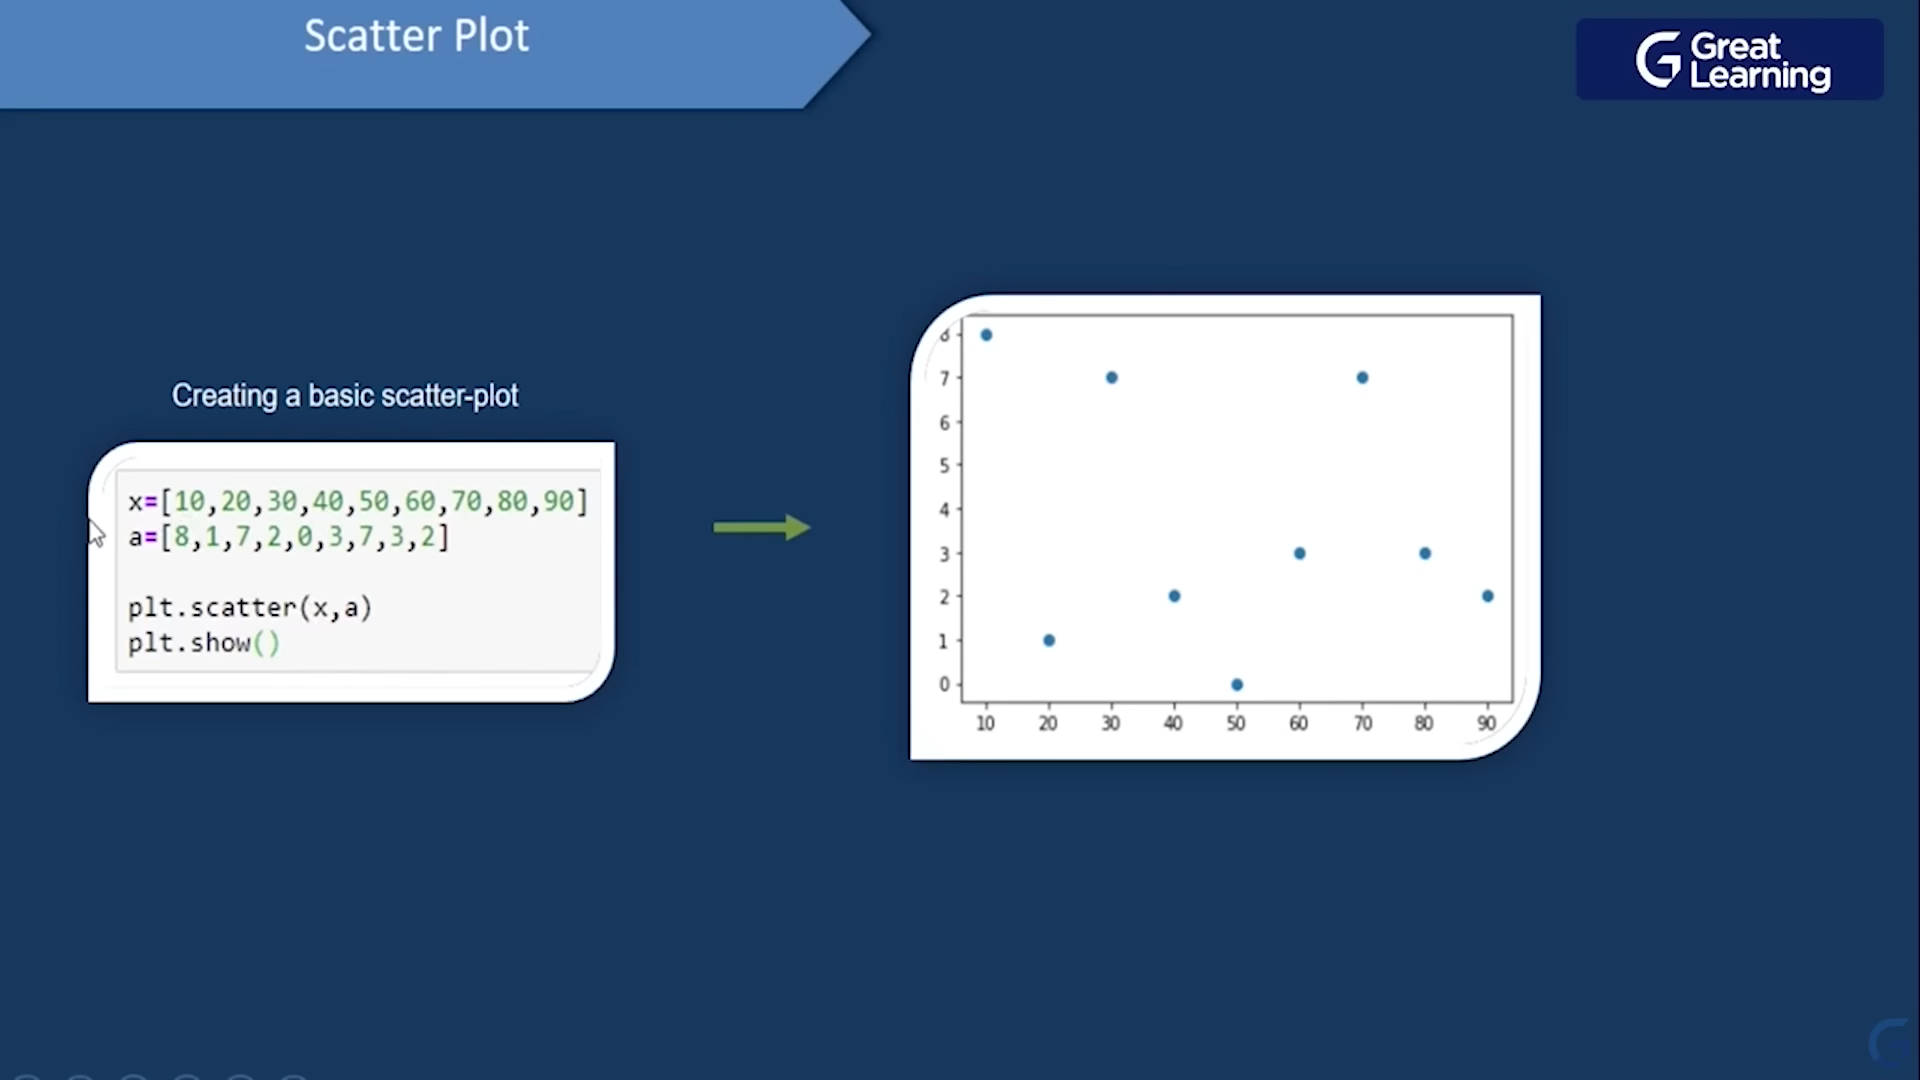 Scatter Plot
Great
Learning
Creating a basic scatter-plot
x=[10,20,30,40,50,60,70,80,90]
a=[8,1,7,2,0,3,7,3,2]
plt.scatter(x,a)
plt.show()
8
7
6
5
4
3
2
1
0
10 20 30 40 50 60 70 80 90